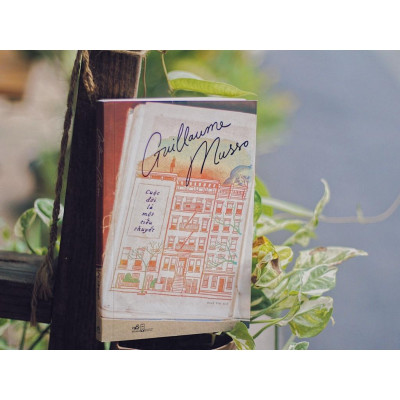 Guillaume
Musso
Cuộc
đời
là
một
tiểu
thuyết